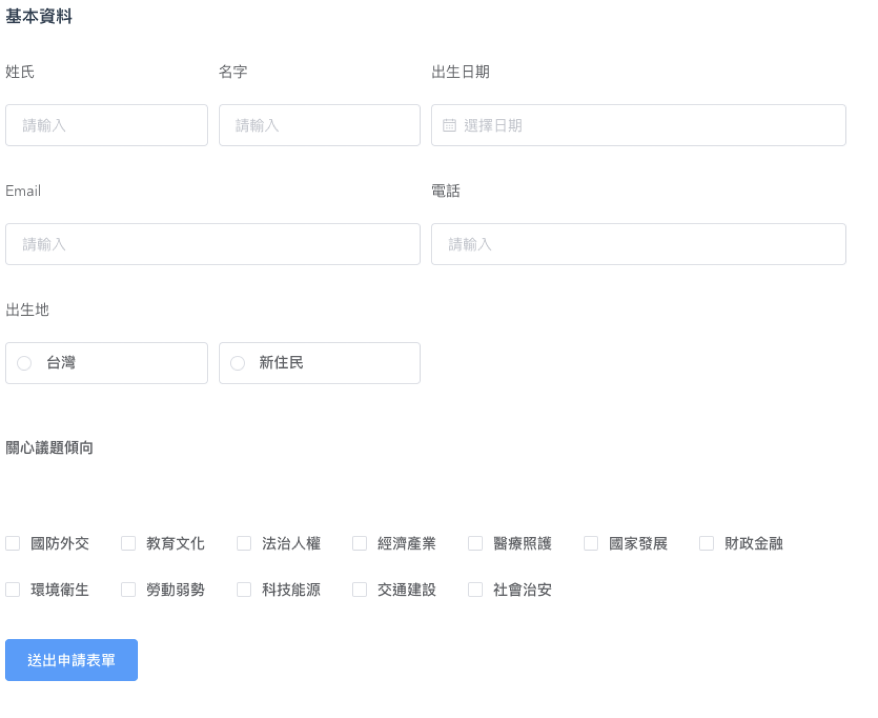 基本資料
姓氏 名字 出生日期
請輸入 請輸入 選擇日期
Email 電話
請輸入 請輸入
出生地
台灣 新住民
關心議題傾向
國防外交 教育文化 法治人權 經濟產業 醫療照護 國家發展 財政金融
環境衛生 勞動弱勢 科技能源 交通建設 社會治安
送出申請表單